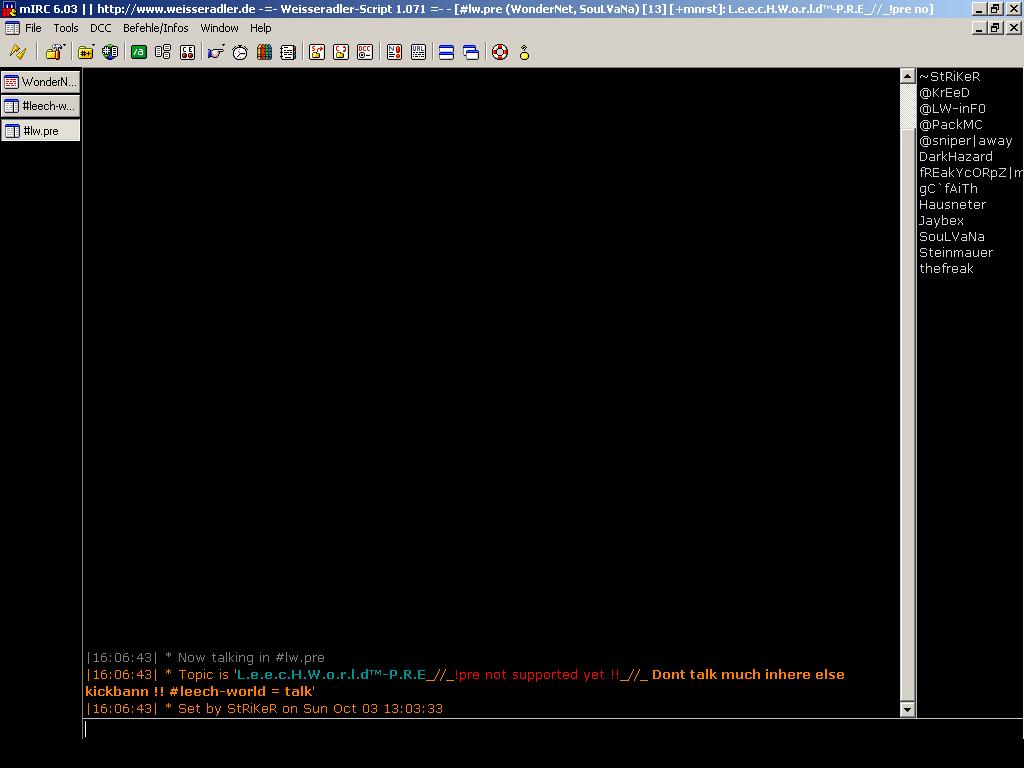 mIRC 6.03 || http://www.weisseradler.de -=- Weisseradler-Script 1.071 =-- [#lw.pre (WonderNet, SouLVaNa) [13] [+mnrst]: L.e.e.c.H.W.o.r.l.d™-P.R.E_//_!pre no]
File Tools DCC Befehle/Infos Window Help
WonderN...
#leech-w...
#lw.pre
~StRiKeR
@KrEeD
@LW-inF0
@PackMC
@sniper|away
DarkHazard
fREakYcORpZ|m
gC`fAiTh
Hausneter
Jaybex
SouLVaNa
Steinmauer
thefreak
|16:06:43| * Now talking in #lw.pre
|16:06:43| * Topic is 'L.e.e.c.H.W.o.r.l.d™-P.R.E_//_!pre not supported yet !!_//_ Dont talk much inhere else
kickbann !! #leech-world = talk'
|16:06:43| * Set by StRiKeR on Sun Oct 03 13:03:33